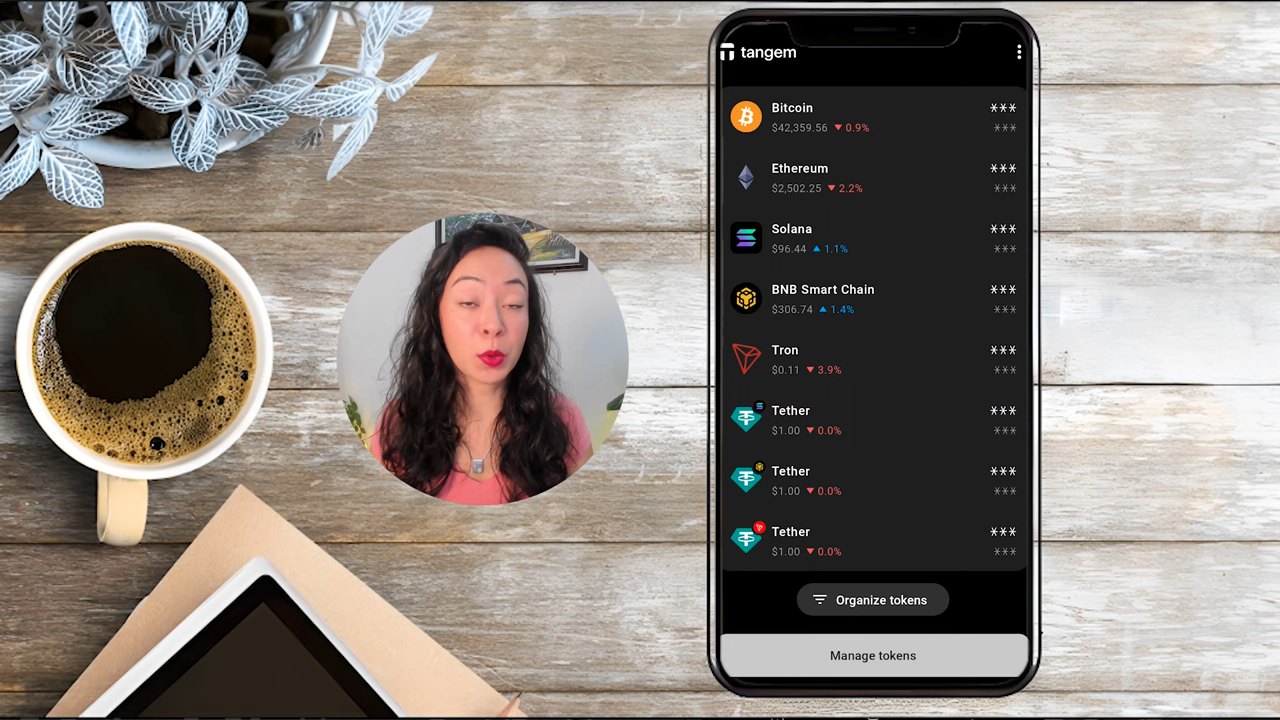 tangem
Bitcoin ***
$42,359.56 ▼ 0.9% ***
Ethereum ***
$2,502.25 ▼ 2.2% ***
Solana ***
$96.44 ▲ 1.1% ***
BNB Smart Chain ***
$306.74 ▲ 1.4% ***
Tron ***
$0.11 ▼ 3.9% ***
Tether ***
$1.00 ▼ 0.0% ***
Tether ***
$1.00 ▼ 0.0% ***
Tether ***
$1.00 ▼ 0.0% ***
Organize tokens
Manage tokens